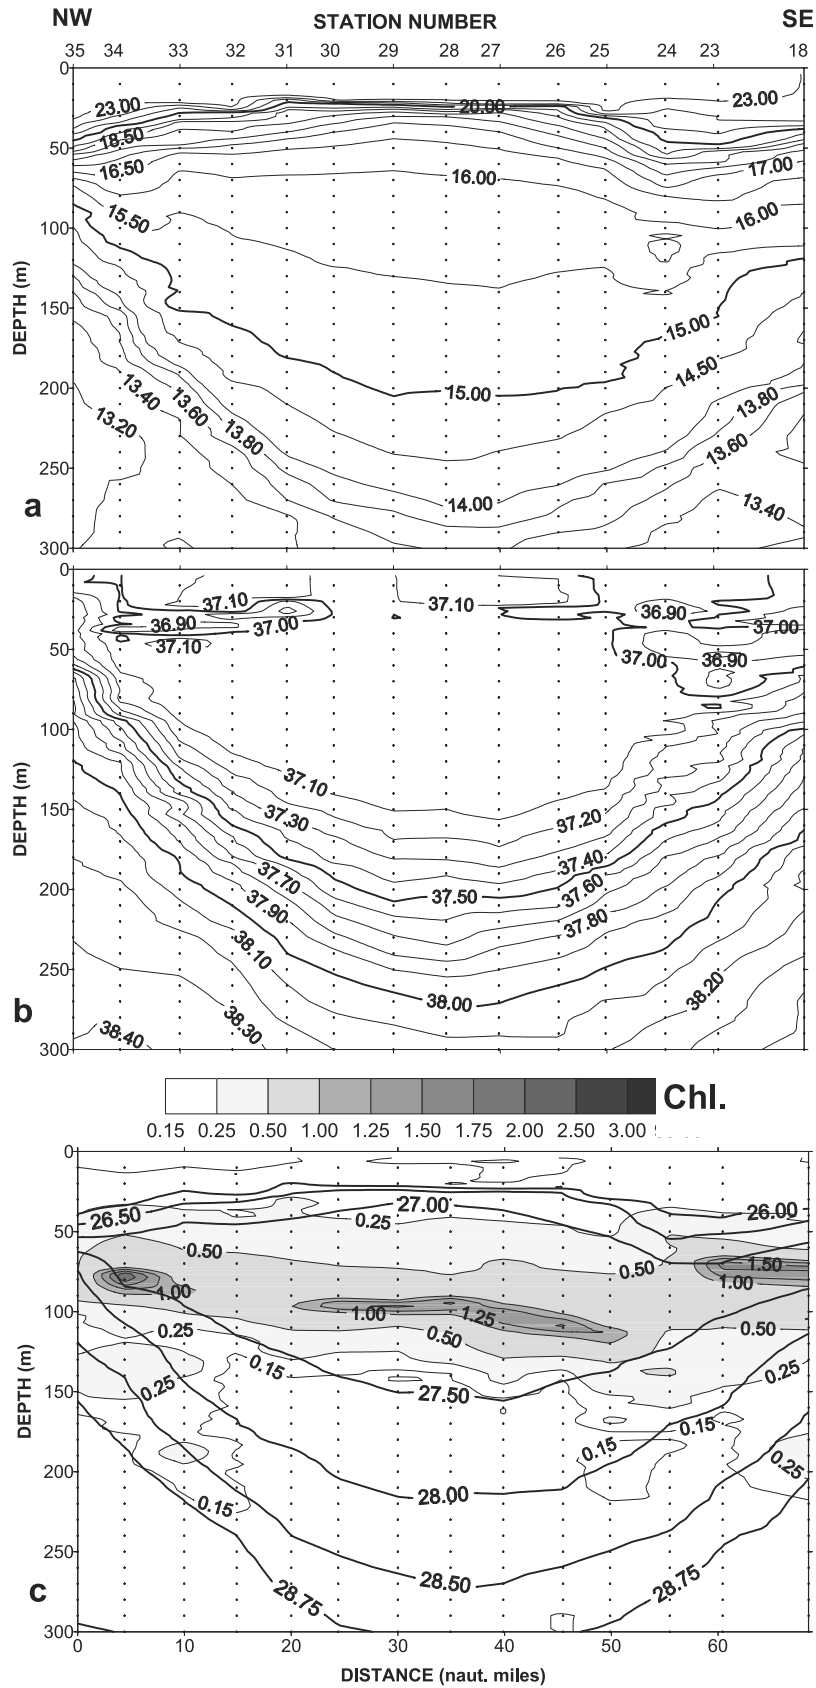 NW STATION NUMBER SE
35 34 33 32 31 30 29 28 27 26 25 24 23 18
0
23.00 20.00 23.00
18.50
50
16.50 16.00 17.00
15.50 16.00
100
DEPTH (m)
150
15.00
200 15.00 14.50
13.40 13.80
13.20 13.60
13.80 13.60
250
a 14.00 13.40
300
0
37.10 37.10 36.90
36.90 37.00 37.00
50 37.10 37.00 36.90
100
DEPTH (m)
37.10
150 37.30 37.20
37.40
200 37.70 37.50 37.60
37.90 37.80
38.10
250
38.00 38.20
b 38.40 38.30
300
Chl.
0.15 0.25 0.50 1.00 1.25 1.50 1.75 2.00 2.50 3.00
0
26.50 27.00 26.00
0.25
50
0.50 0.50 1.50
1.00 1.00
100 1.00 1.25
0.25 0.50 0.50
DEPTH (m)
0.15 0.25
150 0.25 27.50
0.15 0.15
200 0.25
0.15 28.00
250
28.50
c 28.75 28.75
300
0 10 20 30 40 50 60
DISTANCE (naut. miles)